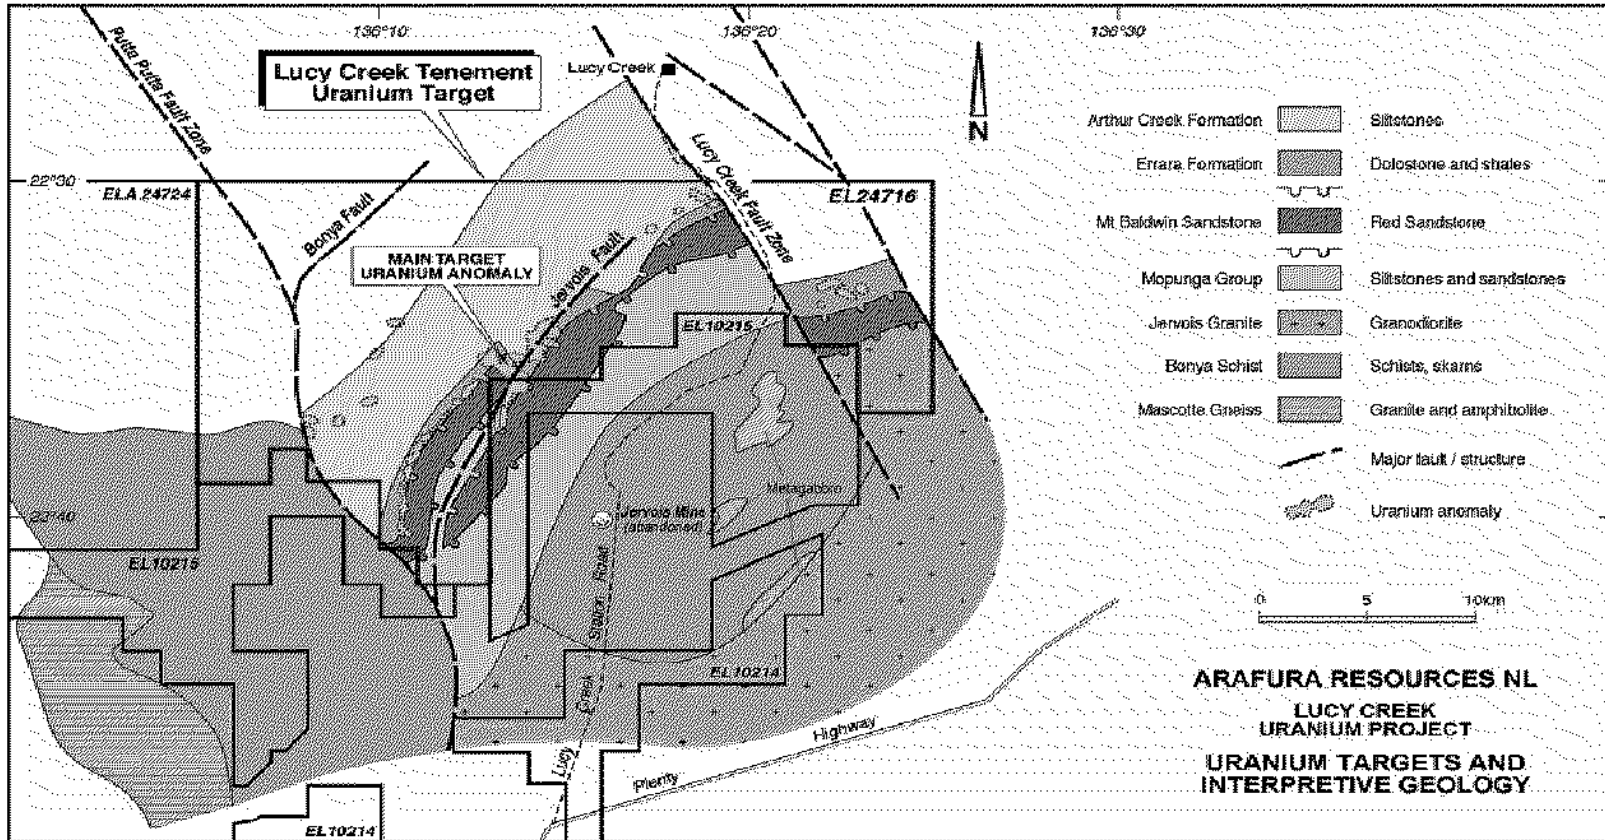 136°10
136°20
136°30
Lucy Creek Tenement
Uranium Target
Lucy Creek
N
Putta Putta Fault Zone
Lucy Creek Fault Zone
22°30
ELA 24724
EL24716
Bonya Fault
MAIN TARGET
URANIUM ANOMALY
Jervois Fault
EL10215
Metagabbro
Jervois Mine
(abandoned)
EL10215
Station Road
Creek
Lucy
EL10214
Plenty
Highway
EL10214
Arthur Creek Formation
Siltstones
Errara Formation
Dolostone and shales
Mt Baldwin Sandstone
Red Sandstone
Mopunga Group
Siltstones and sandstones
Jervois Granite
Granodiorite
Bonya Schist
Schists, skarns
Mascotte Gneiss
Granite and amphibolite
Major fault / structure
Uranium anomaly
0 5 10km
ARAFURA RESOURCES NL
LUCY CREEK
URANIUM PROJECT
URANIUM TARGETS AND
INTERPRETIVE GEOLOGY